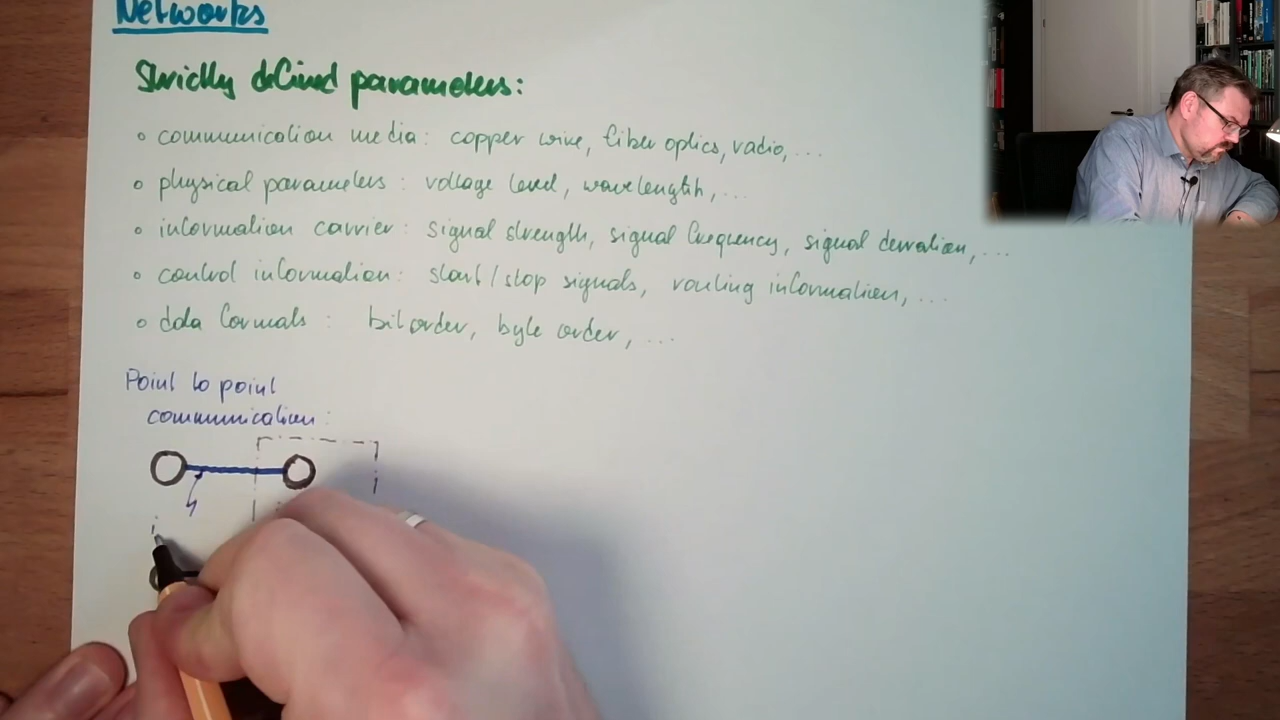 Networks
Strictly defined parameters:
communication media: copper wire, fiber optics, radio, ...
physical parameters: voltage level, wavelength, ...
information carrier: signal strength, signal frequency, signal duration, ...
control information: start/stop signals, routing information, ...
data formats: bit order, byte order, ...
Point to point
communication: